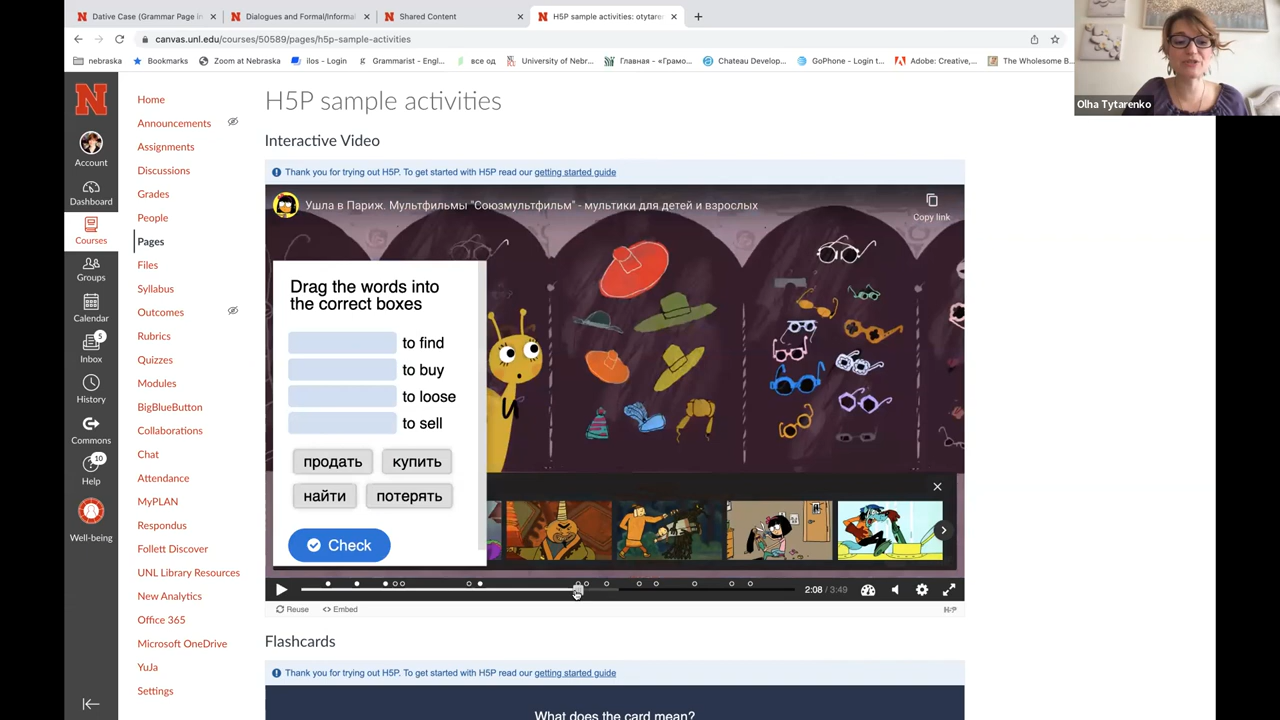 Dative Case (Grammar Page in
Dialogues and Formal/Informal
Shared Content
H5P sample activities: otytaren
canvas.unl.edu/courses/50589/pages/h5p-sample-activities
nebraska
Bookmarks
Zoom at Nebraska
ilos - Login
Grammarist - Engl...
все од
University of Nebr...
Главная - «Грамо...
Chateau Develop...
GoPhone - Login t...
Adobe: Creative,...
The Wholesome B...
Olha Tytarenko
N
Account
Dashboard
Courses
Groups
Calendar
5
Inbox
History
Commons
10
Help
Well-being
Home
Announcements
Assignments
Discussions
Grades
People
Pages
Files
Syllabus
Outcomes
Rubrics
Quizzes
Modules
BigBlueButton
Collaborations
Chat
Attendance
MyPLAN
Respondus
Follett Discover
UNL Library Resources
New Analytics
Office 365
Microsoft OneDrive
YuJa
Settings
H5P sample activities
Interactive Video
Thank you for trying out H5P. To get started with H5P read our getting started guide
Ушла в Париж. Мультфильмы "Союзмультфильм" - мультики для детей и взрослых
Copy link
Drag the words into
the correct boxes
to find
to buy
to loose
to sell
продать купить
найти потерять
Check
2:08 / 3:49
Reuse
Embed
H5P
Flashcards
Thank you for trying out H5P. To get started with H5P read our getting started guide
What does the card mean?